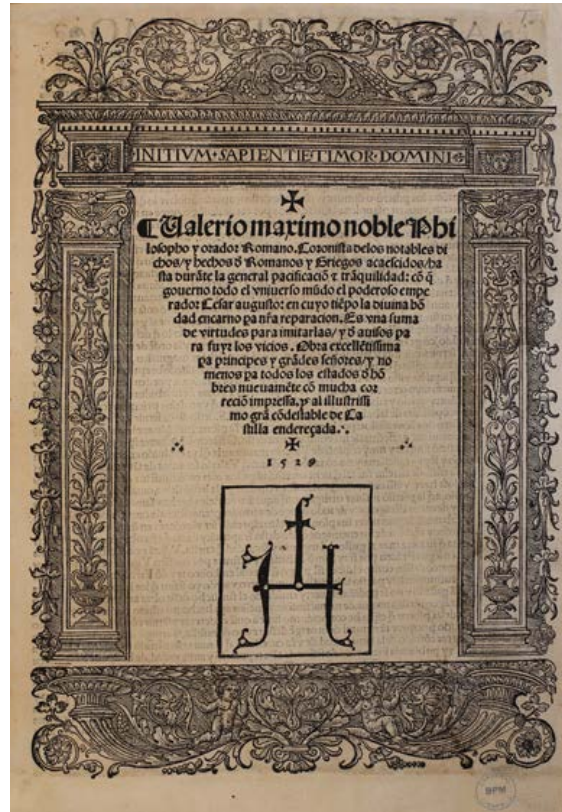 INITIVM·SAPIENTIE·TIMOR·DOMINI
✠
¶Ualerio maximo noble Phi
losopho y orador Romano. Coronista delos notables di
chos/y hechos đ Romanos y Griegos acaescidos/ha
sta durāte la general pacificaciō ⁊ trāquilidad: cō q̄
gouerno todo el vniuerso mūdo el poderoso empe
rador Cesar augusto: en cuyo tiēpo la diuina bō
dad encarno pa nr̃a reparacion. Es vna suma
de virtudes para imitarlas/y đ auisos pa
ra fuyr los vicios. Obra excellētissima
pa principes y grādes señores/y no
menos pa todos los estados đ hō
bres nueuamēte cō mucha cor
reciō impressa. y al illustrissi
mo grā cōdestable de Ca
stilla endereçada.·.
✠
1529
BPM